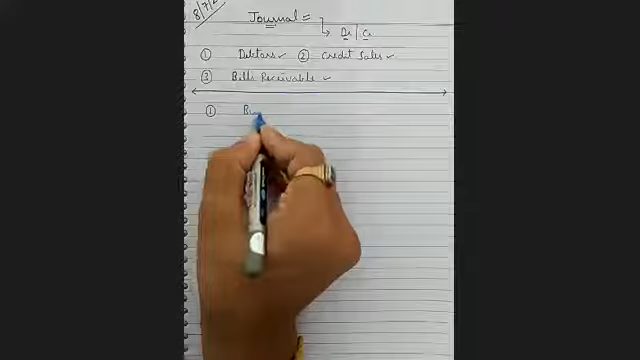 8/7/2
Journal =
→ Dr | Cr
① Debtors ✓ ② Credit Sales ✓
③ Bills Receivable ✓
①